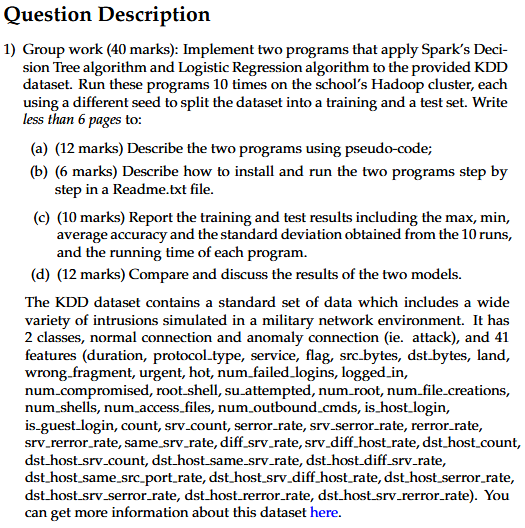 Question Description
1) Group work (40 marks): Implement two programs that apply Spark's Deci-
sion Tree algorithm and Logistic Regression algorithm to the provided KDD
dataset. Run these programs 10 times on the school's Hadoop cluster, each
using a different seed to split the dataset into a training and a test set. Write
less than 6 pages to:
(a) (12 marks) Describe the two programs using pseudo-code;
(b) (6 marks) Describe how to install and run the two programs step by
step in a Readme.txt file.
(c) (10 marks) Report the training and test results including the max, min,
average accuracy and the standard deviation obtained from the 10 runs,
and the running time of each program.
(d) (12 marks) Compare and discuss the results of the two models.
The KDD dataset contains a standard set of data which includes a wide
variety of intrusions simulated in a military network environment. It has
2 classes, normal connection and anomaly connection (ie. attack), and 41
features (duration, protocol_type, service, flag, src_bytes, dst_bytes, land,
wrong_fragment, urgent, hot, num_failed_logins, logged_in,
num_compromised, root_shell, su_attempted, num_root, num_file_creations,
num_shells, num_access_files, num_outbound_cmds, is_host_login,
is_guest_login, count, srv_count, serror_rate, srv_serror_rate, rerror_rate,
srv_rerror_rate, same_srv_rate, diff_srv_rate, srv_diff_host_rate, dst_host_count,
dst_host_srv_count, dst_host_same_srv_rate, dst_host_diff_srv_rate,
dst_host_same_src_port_rate, dst_host_srv_diff_host_rate, dst_host_serror_rate,
dst_host_srv_serror_rate, dst_host_rerror_rate, dst_host_srv_rerror_rate). You
can get more information about this dataset here.